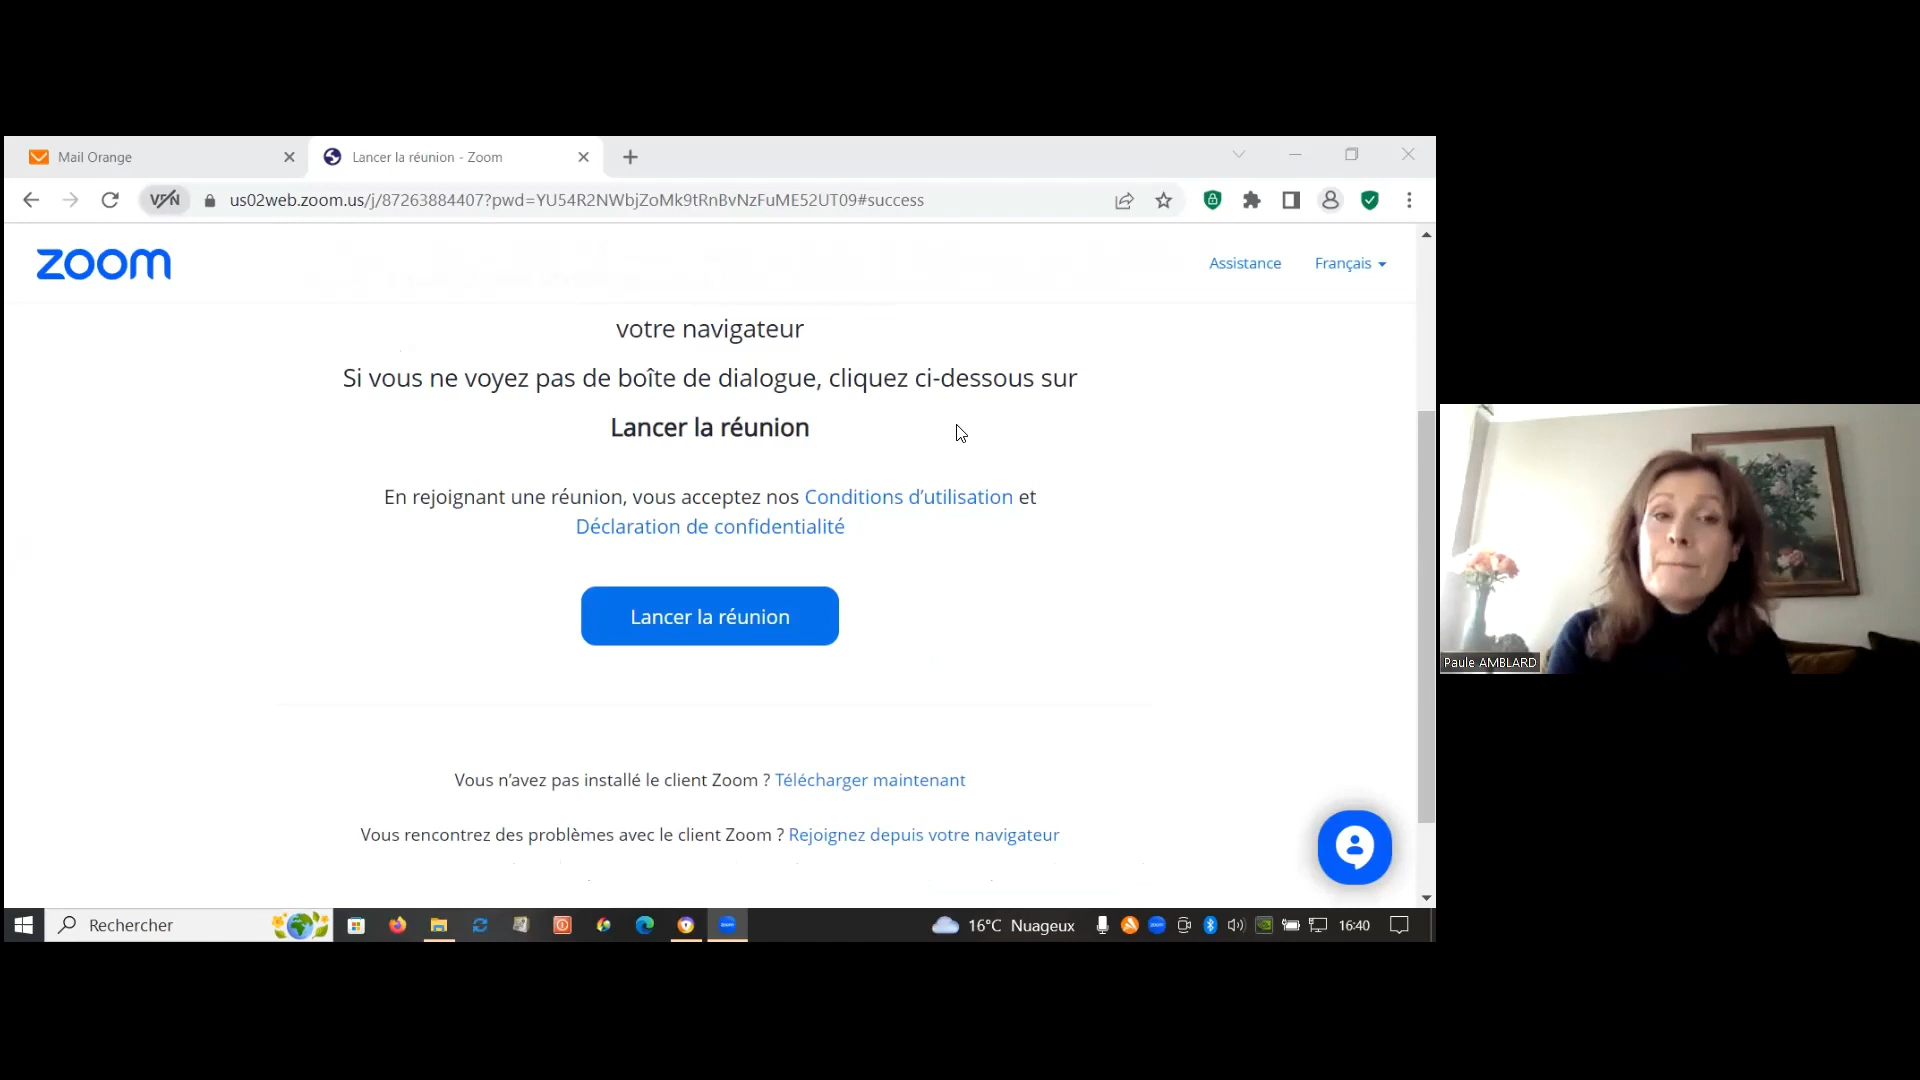 Mail Orange
Lancer la réunion - Zoom
VPN
us02web.zoom.us/j/87263884407?pwd=YU54R2NWbjZoMk9tRnBvNzFuME52UT09#success
zoom
Assistance
Français
votre navigateur
Si vous ne voyez pas de boîte de dialogue, cliquez ci-dessous sur
Lancer la réunion
En rejoignant une réunion, vous acceptez nos Conditions d'utilisation et
Déclaration de confidentialité
Lancer la réunion
Vous n'avez pas installé le client Zoom ? Télécharger maintenant
Vous rencontrez des problèmes avec le client Zoom ? Rejoignez depuis votre navigateur
Paule AMBLARD
Rechercher
16°C Nuageux
16:40